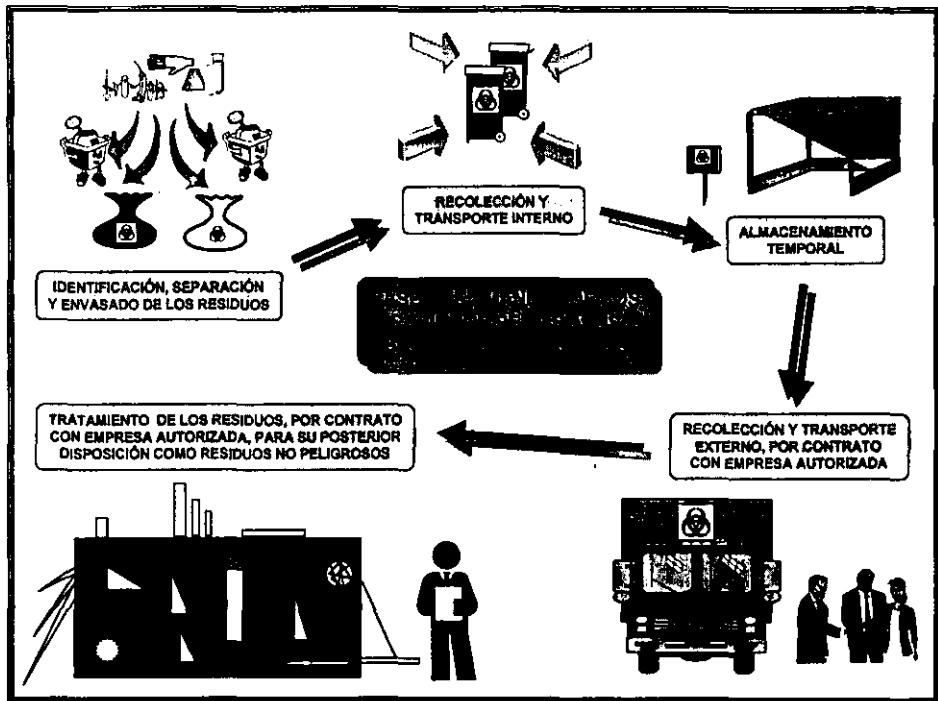 RECOLECCIÓN Y
TRANSPORTE INTERNO
ALMACENAMIENTO
TEMPORAL
IDENTIFICACIÓN, SEPARACIÓN
Y ENVASADO DE LOS RESIDUOS
TRATAMIENTO DE LOS RESIDUOS, POR CONTRATO
CON EMPRESA AUTORIZADA, PARA SU POSTERIOR
DISPOSICIÓN COMO RESIDUOS NO PELIGROSOS
RECOLECCIÓN Y TRANSPORTE
EXTERNO, POR CONTRATO
CON EMPRESA AUTORIZADA